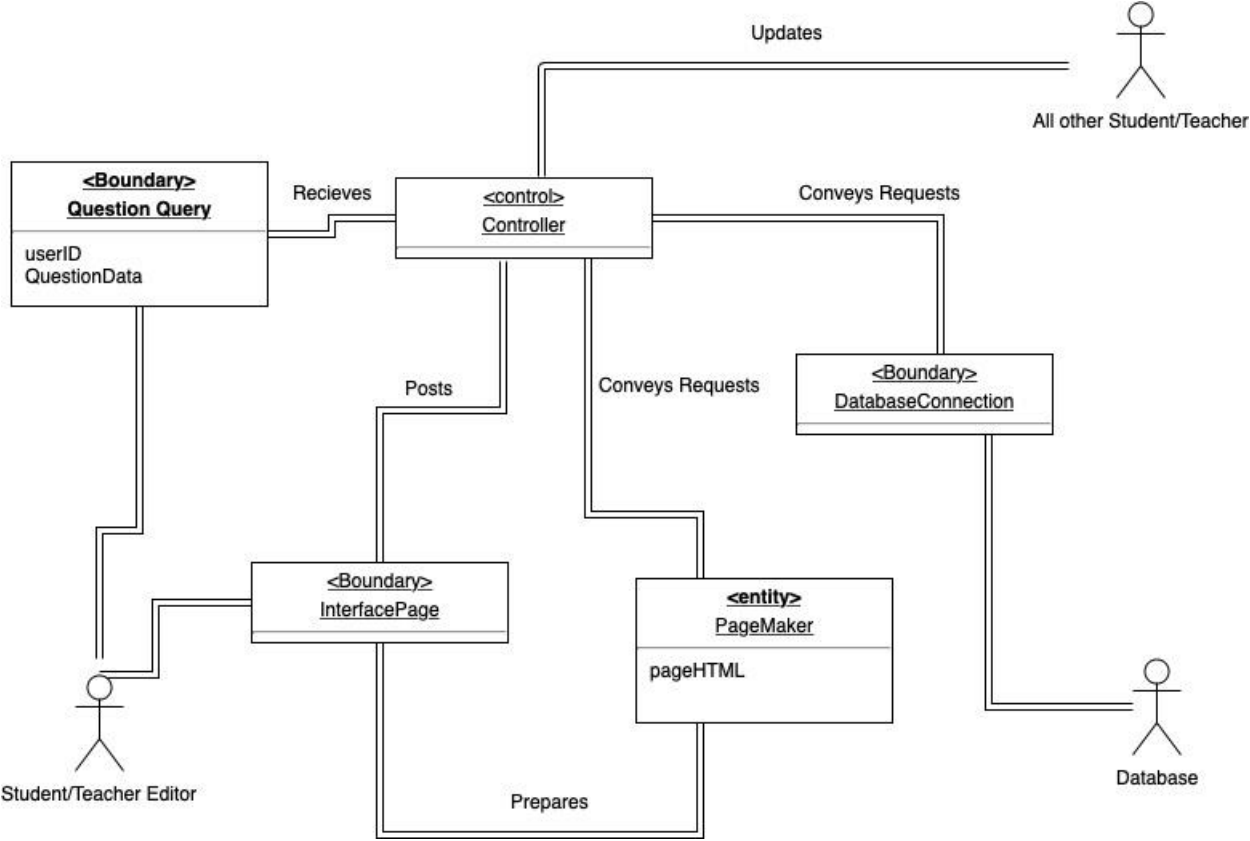 Updates
All other Student/Teacher
<Boundary>
Question Query
userID
QuestionData
Recieves
<control>
Controller
Conveys Requests
Posts
Conveys Requests
<Boundary>
DatabaseConnection
<Boundary>
InterfacePage
<entity>
PageMaker
pageHTML
Student/Teacher Editor
Prepares
Database